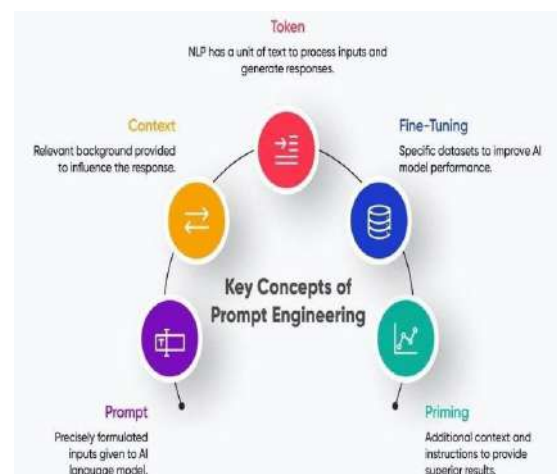 Token
NLP has a unit of text to process inputs and
generate responses.
Context
Relevant background provided
to influence the response.
Fine-Tuning
Specific datasets to improve AI
model performance.
Key Concepts of
Prompt Engineering
Prompt
Precisely formulated
inputs given to AI
language model.
Priming
Additional context and
instructions to provide
superior results.